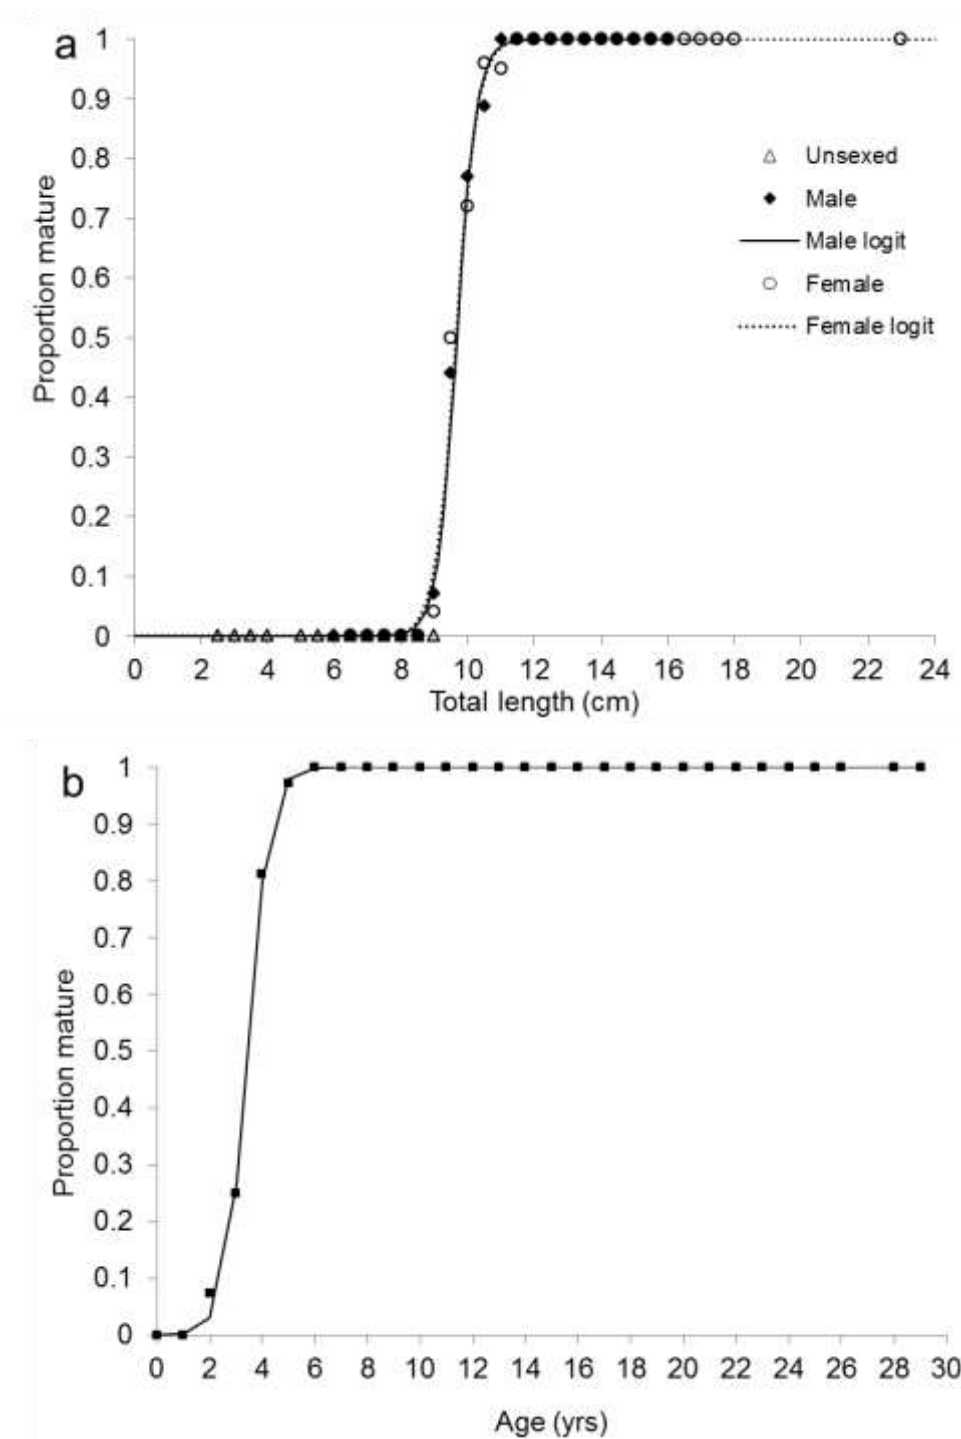 a
1
0.9
0.8
0.7
0.6
0.5
0.4
0.3
0.2
0.1
0
Proportion mature
Unsexed
Male
Male logit
Female
Female logit
0 2 4 6 8 10 12 14 16 18 20 22 24
Total length (cm)
b
1
0.9
0.8
0.7
0.6
0.5
0.4
0.3
0.2
0.1
0
Proportion mature
0 2 4 6 8 10 12 14 16 18 20 22 24 26 28 30
Age (yrs)